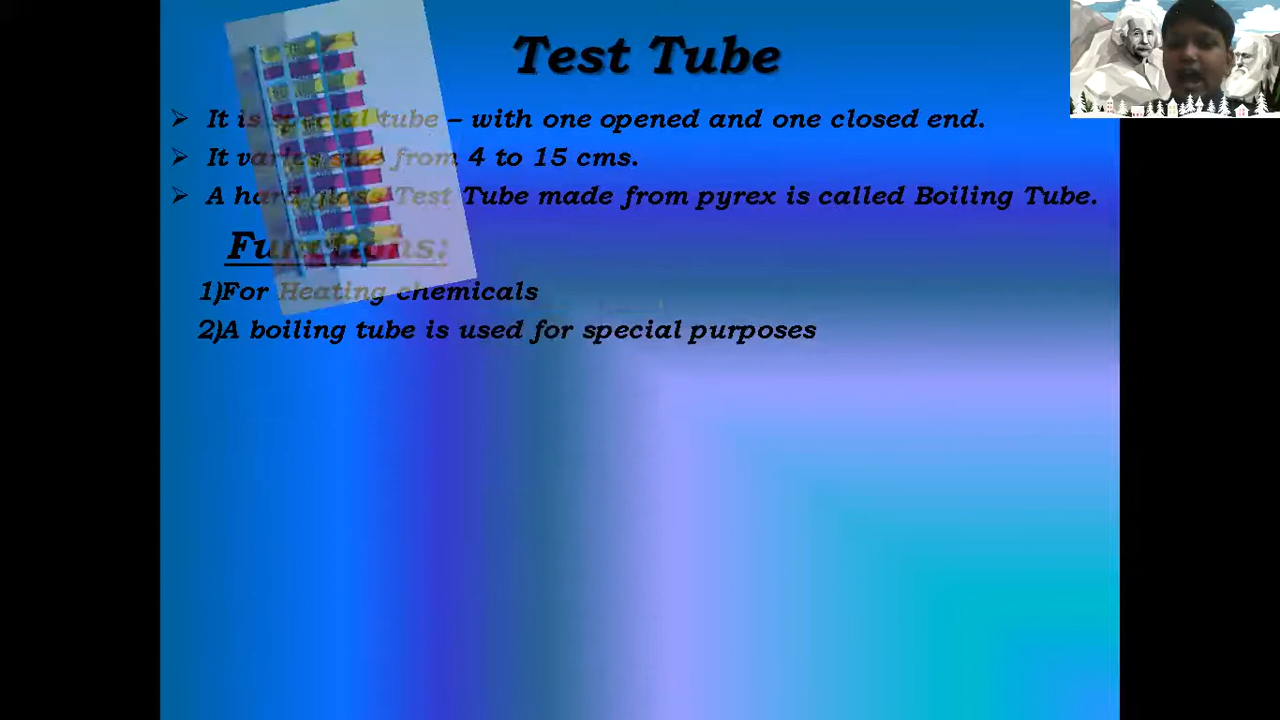 Test Tube
It is special tube – with one opened and one closed end.
It varies size from 4 to 15 cms.
A hard glass Test Tube made from pyrex is called Boiling Tube.
Functions:
1)For Heating chemicals
2)A boiling tube is used for special purposes